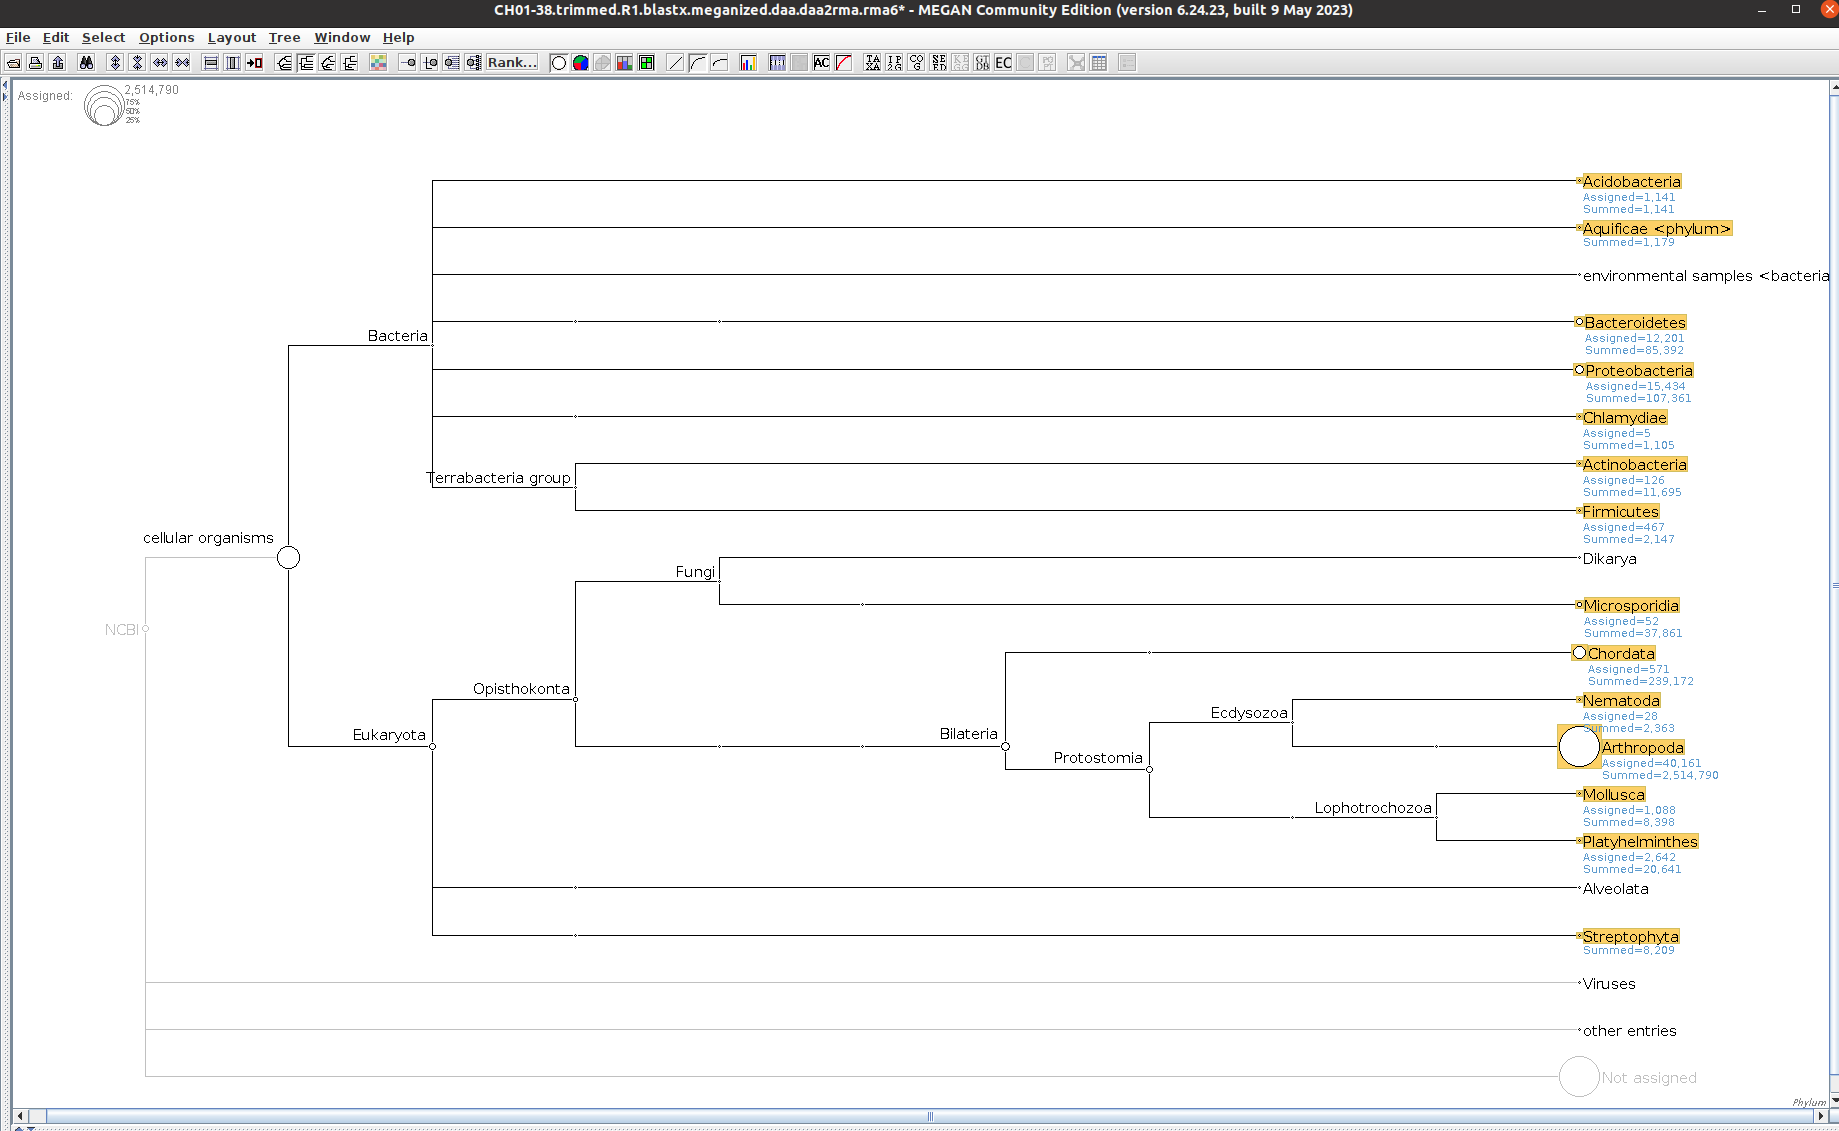 CH01-38.trimmed.R1.blastx.meganized.daa.daa2rma.rma6* - MEGAN Community Edition (version 6.24.23, built 9 May 2023)
File Edit Select Options Layout Tree Window Help
Rank...
AC
EC
Assigned:
2,514,790
75%
50%
25%
Acidobacteria
Assigned=1,141
Summed=1,141
Aquificae <phylum>
Summed=1,179
environmental samples <bacteria
Bacteroidetes
Assigned=12,201
Summed=85,392
Bacteria
Proteobacteria
Assigned=15,434
Summed=107,361
Chlamydiae
Assigned=5
Summed=1,105
Actinobacteria
Assigned=126
Summed=11,695
Terrabacteria group
Firmicutes
Assigned=467
Summed=2,147
cellular organisms
Dikarya
Fungi
Microsporidia
Assigned=52
Summed=37,861
NCBI
Chordata
Assigned=571
Summed=239,172
Opisthokonta
Nematoda
Assigned=28
Summed=2,363
Ecdysozoa
Eukaryota
Bilateria
Arthropoda
Assigned=40,161
Summed=2,514,790
Protostomia
Mollusca
Assigned=1,088
Summed=8,398
Lophotrochozoa
Platyhelminthes
Assigned=2,642
Summed=20,641
Alveolata
Streptophyta
Summed=8,209
Viruses
other entries
Not assigned
Phylum